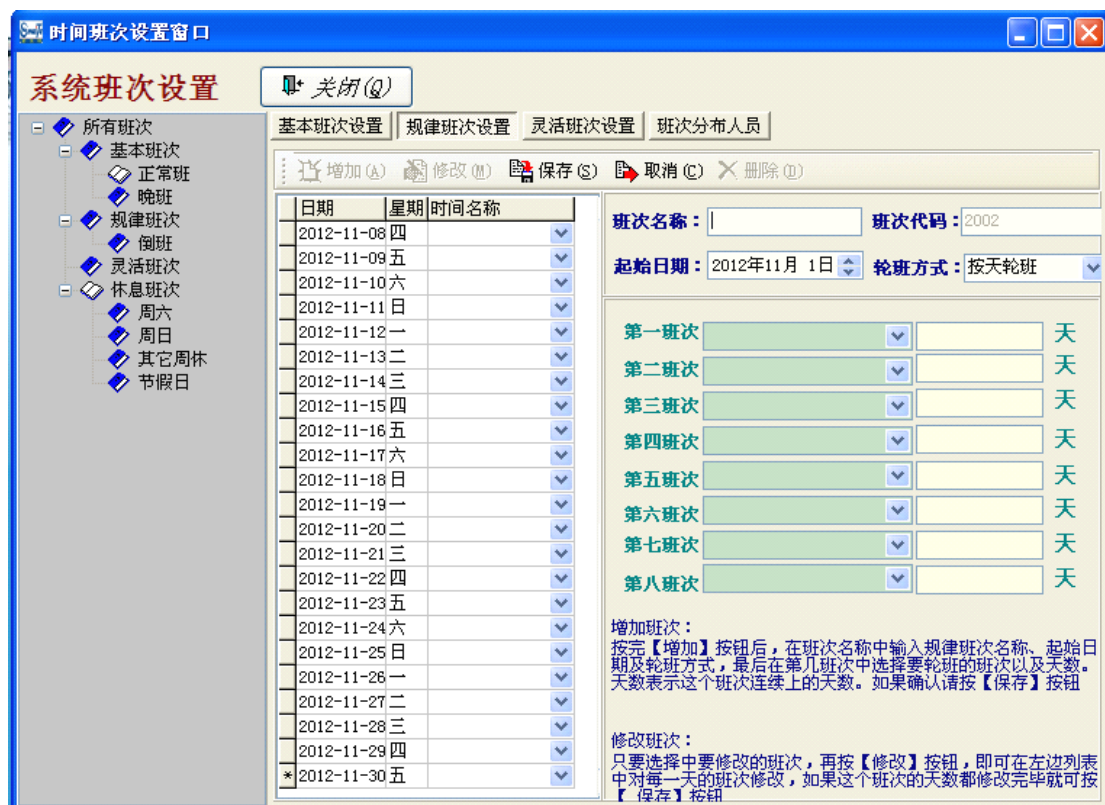 时间班次设置窗口
系统班次设置 关闭(Q)
所有班次
基本班次
正常班
晚班
规律班次
倒班
灵活班次
休息班次
周六
周日
其它周休
节假日
基本班次设置 规律班次设置 灵活班次设置 班次分布人员
增加(A) 修改(M) 保存(S) 取消(C) 删除(D)
日期 星期 时间名称
2012-11-08 四
2012-11-09 五
2012-11-10 六
2012-11-11 日
2012-11-12 一
2012-11-13 二
2012-11-14 三
2012-11-15 四
2012-11-16 五
2012-11-17 六
2012-11-18 日
2012-11-19 一
2012-11-20 二
2012-11-21 三
2012-11-22 四
2012-11-23 五
2012-11-24 六
2012-11-25 日
2012-11-26 一
2012-11-27 二
2012-11-28 三
2012-11-29 四
* 2012-11-30 五
班次名称： 班次代码：2002
起始日期：2012年11月 1日 轮班方式：按天轮班
第一班次 天
第二班次 天
第三班次 天
第四班次 天
第五班次 天
第六班次 天
第七班次 天
第八班次 天
增加班次：
按完【增加】按钮后，在班次名称中输入规律班次名称、起始日
期及轮班方式，最后在第几班次中选择要轮班的班次以及天数。
天数表示这个班次连续上的天数。如果确认请按【保存】按钮
修改班次：
只要选择中要修改的班次，再按【修改】按钮，即可在左边列表
中对每一天的班次修改，如果这个班次的天数都修改完毕就可按
【 保存】按钮